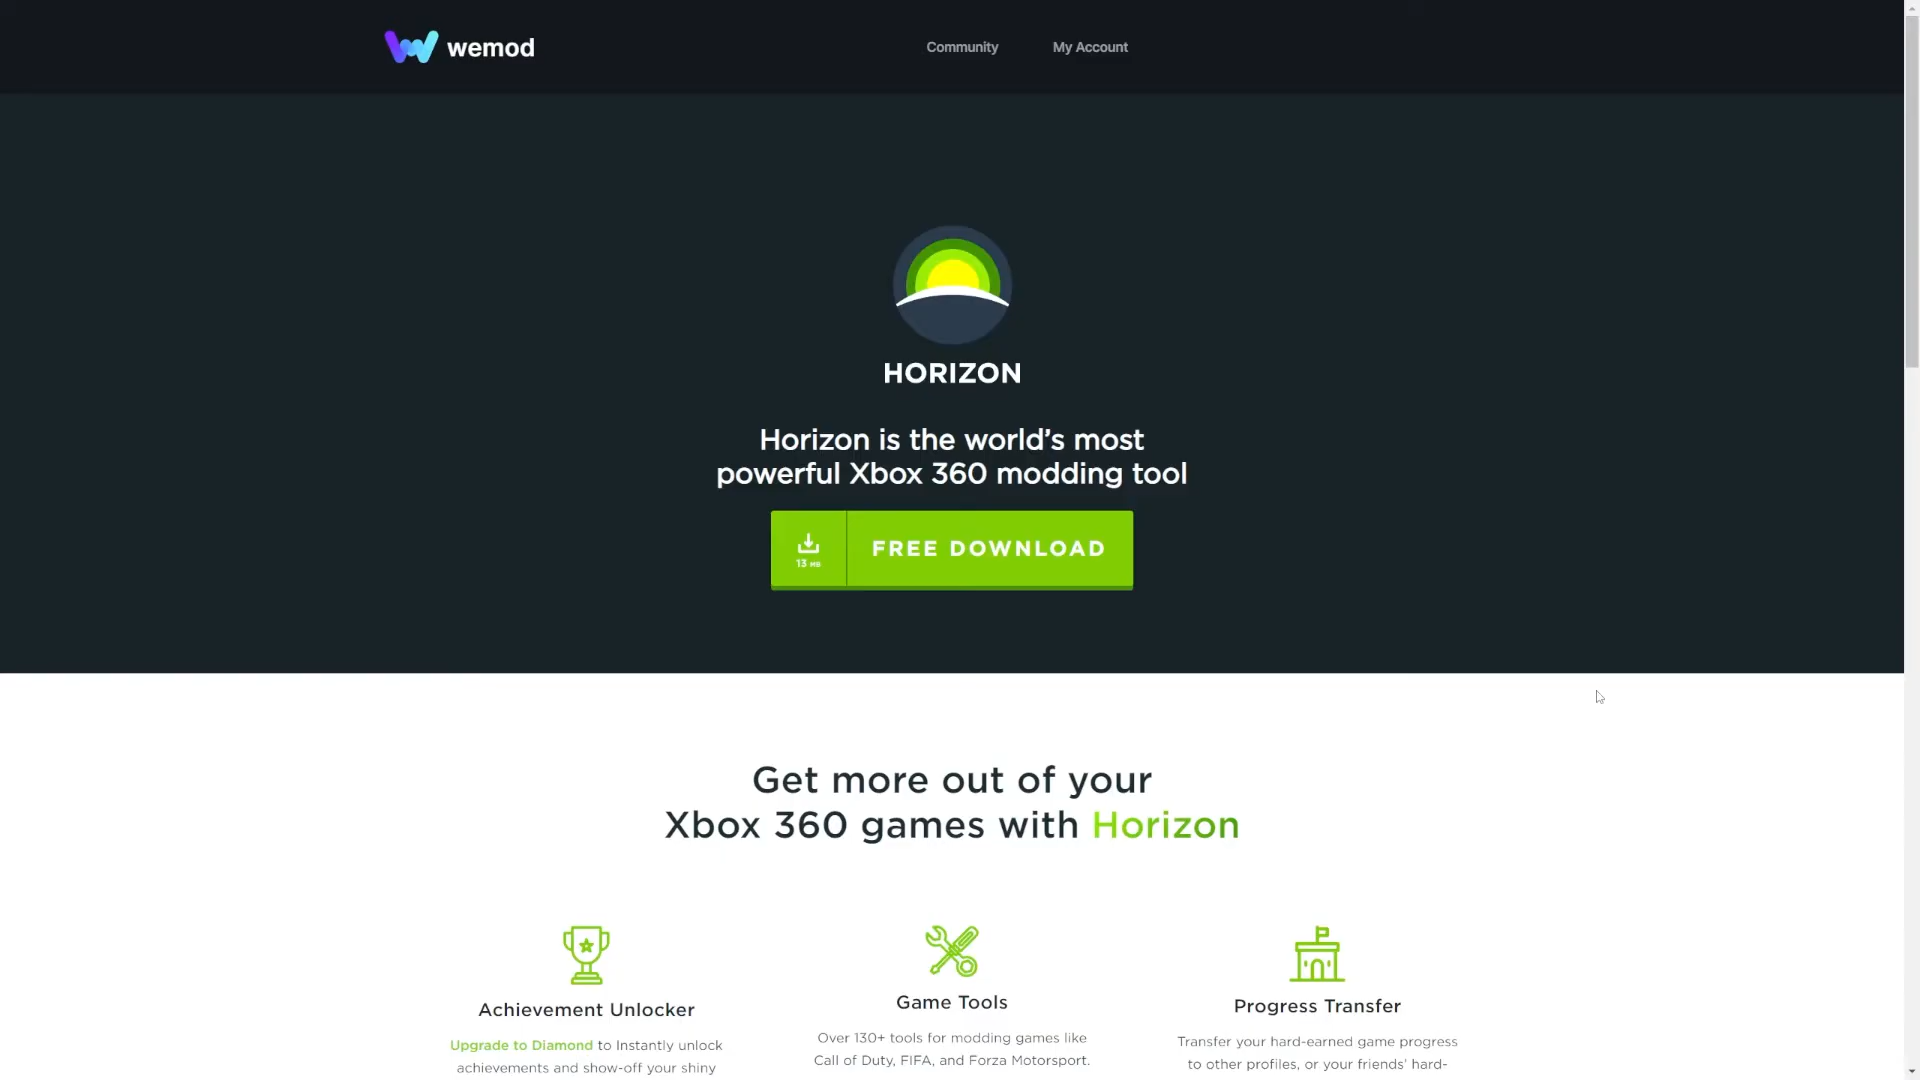 wemod
Community
My Account
HORIZON
Horizon is the world's most
powerful Xbox 360 modding tool
13 MB
FREE DOWNLOAD
Get more out of your
Xbox 360 games with Horizon
Achievement Unlocker
Upgrade to Diamond to Instantly unlock
achievements and show-off your shiny
Game Tools
Over 130+ tools for modding games like
Call of Duty, FIFA, and Forza Motorsport.
Progress Transfer
Transfer your hard-earned game progress
to other profiles, or your friends' hard-